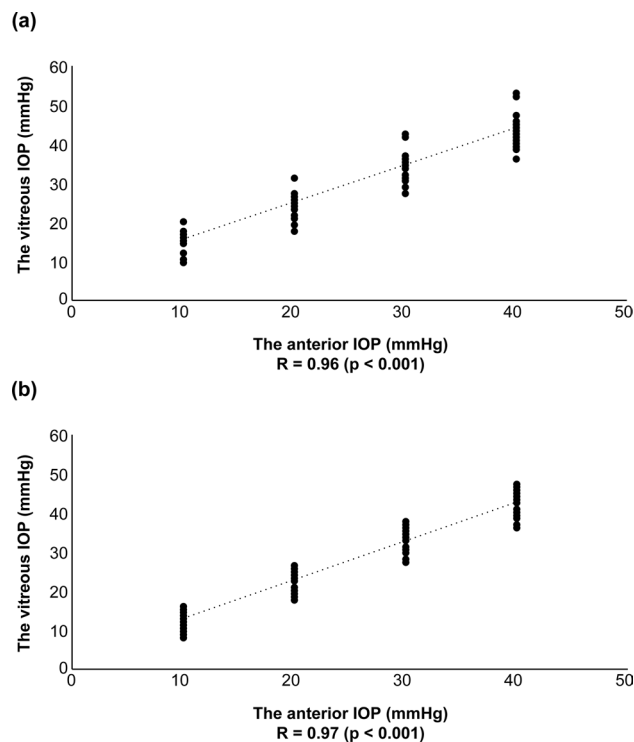 (a)
The vitreous IOP (mmHg)
60
50
40
30
20
10
0
0 10 20 30 40 50
The anterior IOP (mmHg)
R = 0.96 (p < 0.001)
(b)
The vitreous IOP (mmHg)
60
50
40
30
20
10
0
0 10 20 30 40 50
The anterior IOP (mmHg)
R = 0.97 (p < 0.001)